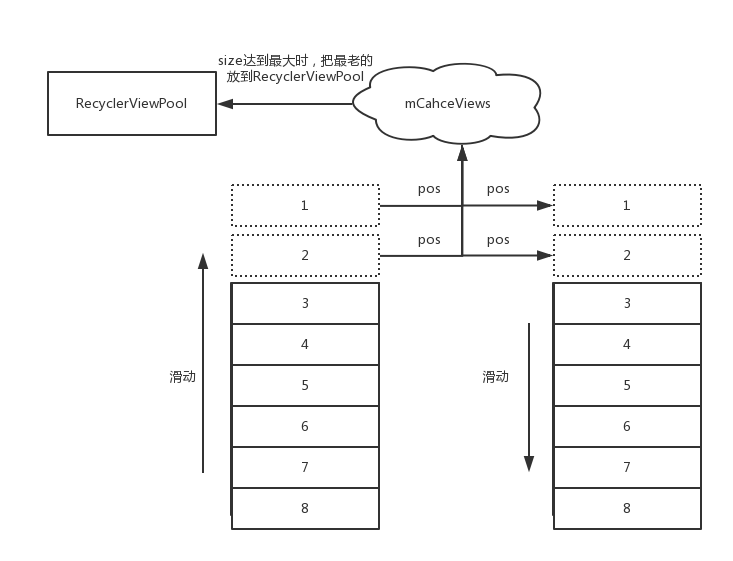 size达到最大时，把最老的
放到RecyclerViewPool
RecyclerViewPool
mCahceViews
pos pos
1 1
pos pos
2 2
3 3
4 4
滑动 滑动
5 5
6 6
7 7
8 8